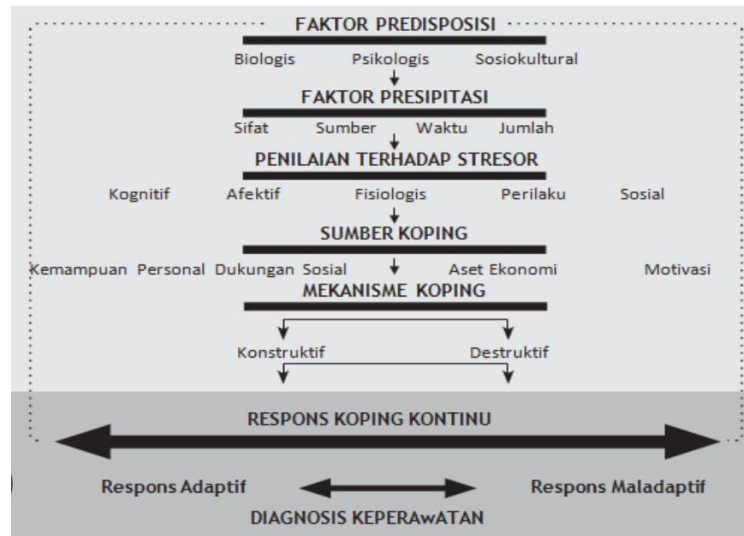 FAKTOR PREDISPOSISI
Biologis Psikologis Sosiokultural
FAKTOR PRESIPITASI
Sifat Sumber Waktu Jumlah
PENILAIAN TERHADAP STRESOR
Kognitif Afektif Fisiologis Perilaku Sosial
SUMBER KOPING
Kemampuan Personal Dukungan Sosial Aset Ekonomi Motivasi
MEKANISME KOPING
Konstruktif Destruktif
RESPONS KOPING KONTINU
Respons Adaptif Respons Maladaptif
DIAGNOSIS KEPERAwATAN